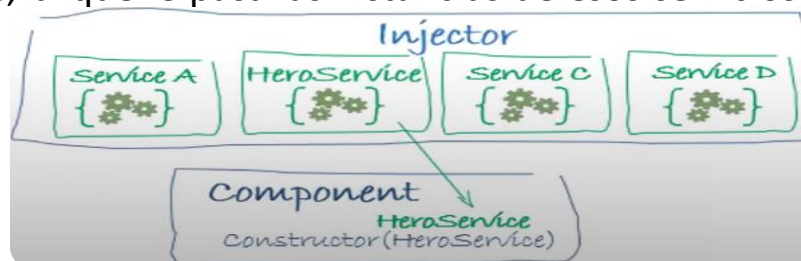 Injector
Service A HeroService Service C Service D
Component
HeroService
Constructor(HeroService)